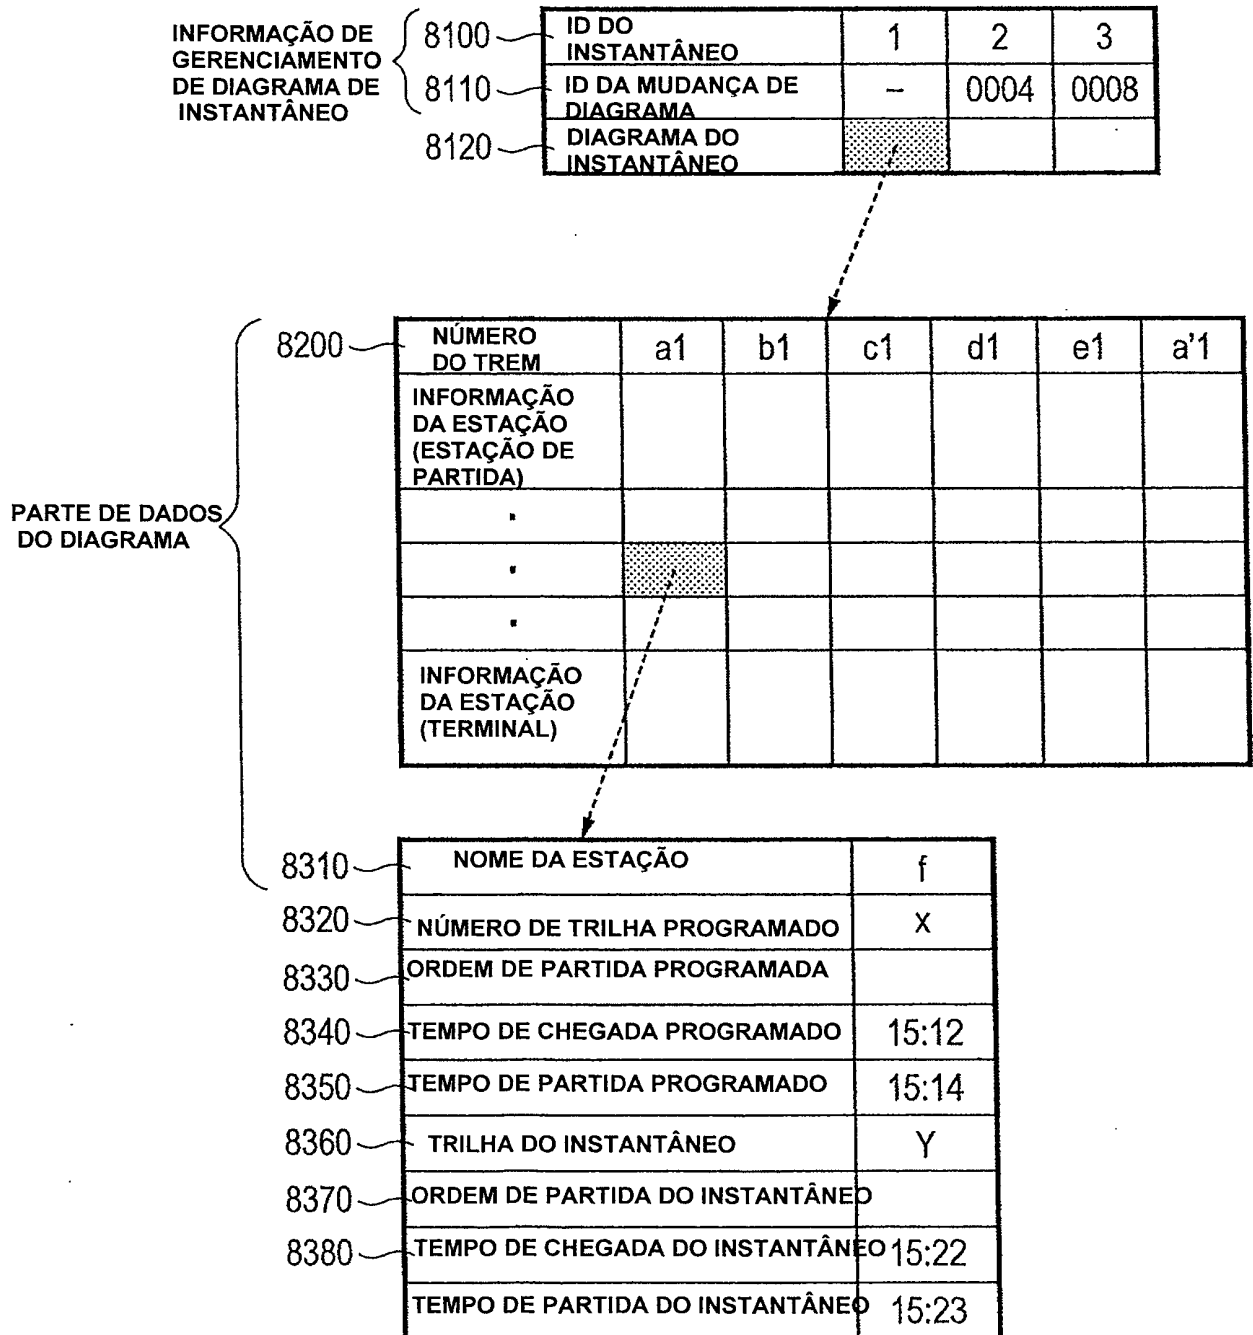 INFORMAÇÃO DE
GERENCIAMENTO
DE DIAGRAMA DE
INSTANTÂNEO
8100
ID DO
INSTANTÂNEO
1
2
3
8110
ID DA MUDANÇA DE
DIAGRAMA
–
0004
0008
8120
DIAGRAMA DO
INSTANTÂNEO
PARTE DE DADOS
DO DIAGRAMA
8200
NÚMERO
DO TREM
a1
b1
c1
d1
e1
a'1
INFORMAÇÃO
DA ESTAÇÃO
(ESTAÇÃO DE
PARTIDA)
INFORMAÇÃO
DA ESTAÇÃO
(TERMINAL)
8310
NOME DA ESTAÇÃO
f
8320
NÚMERO DE TRILHA PROGRAMADO
X
8330
ORDEM DE PARTIDA PROGRAMADA
8340
TEMPO DE CHEGADA PROGRAMADO
15:12
8350
TEMPO DE PARTIDA PROGRAMADO
15:14
8360
TRILHA DO INSTANTÂNEO
Y
8370
ORDEM DE PARTIDA DO INSTANTÂNEO
8380
TEMPO DE CHEGADA DO INSTANTÂNEO
15:22
TEMPO DE PARTIDA DO INSTANTÂNEO
15:23